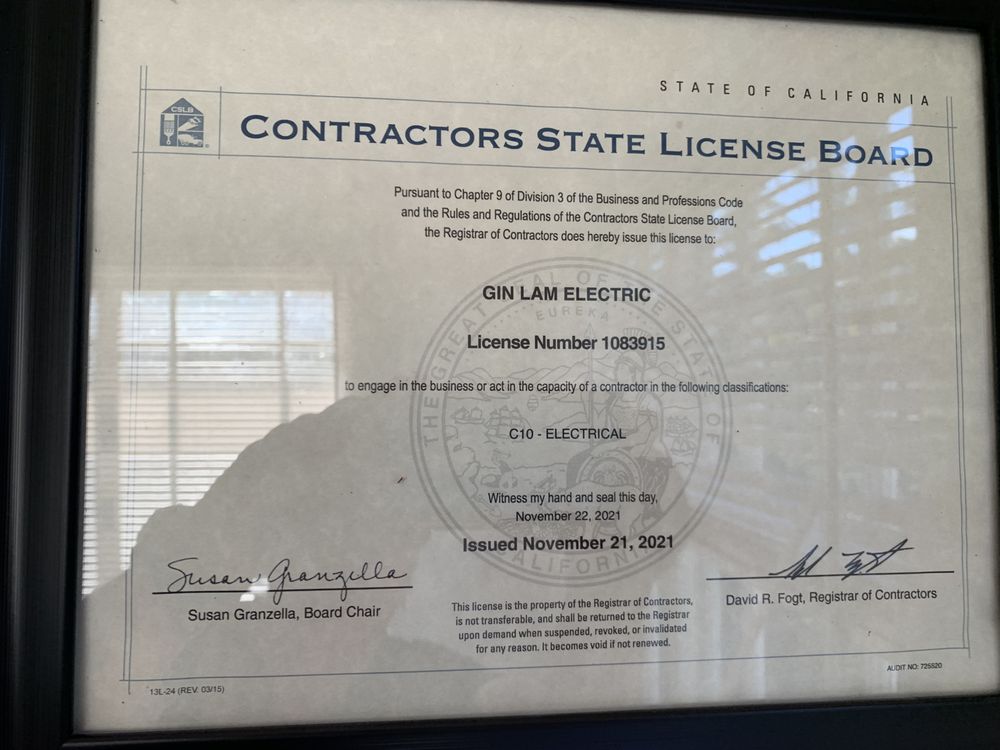 STATE OF CALIFORNIA
CSLB
CONTRACTORS STATE LICENSE BOARD
Pursuant to Chapter 9 of Division 3 of the Business and Professions Code
and the Rules and Regulations of the Contractors State License Board,
the Registrar of Contractors does hereby issue this license to:
THE GREAT SEAL OF THE STATE OF CALIFORNIA
EUREKA
GIN LAM ELECTRIC
License Number 1083915
to engage in the business or act in the capacity of a contractor in the following classifications:
C10 - ELECTRICAL
Witness my hand and seal this day,
November 22, 2021
Issued November 21, 2021
Susan Granzella
Susan Granzella, Board Chair
This license is the property of the Registrar of Contractors,
is not transferable, and shall be returned to the Registrar
upon demand when suspended, revoked, or invalidated
for any reason. It becomes void if not renewed.
David R. Fogt, Registrar of Contractors
13L-24 (REV. 03/15)
AUDIT NO: 725520